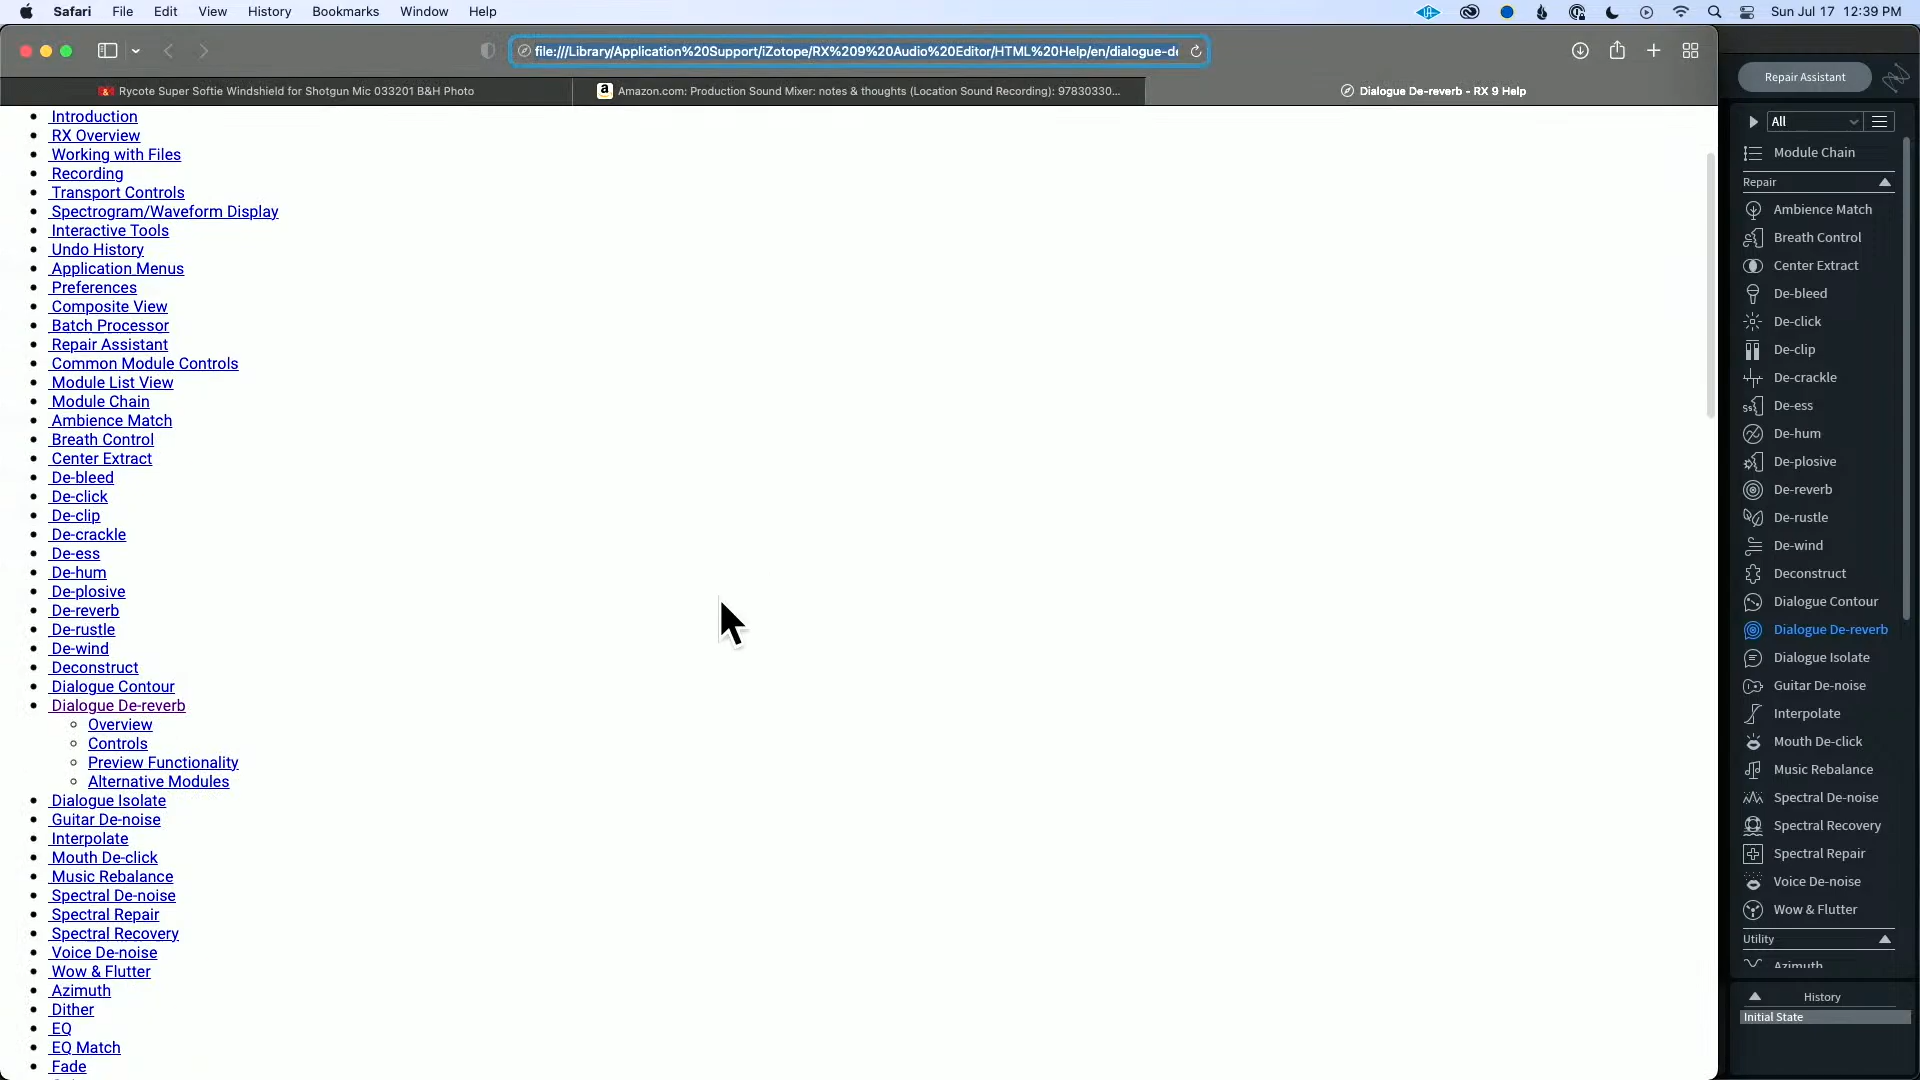 Safari File Edit View History Bookmarks Window Help
Sun Jul 17 12:39 PM
file:///Library/Application%20Support/iZotope/RX%209%20Audio%20Editor/HTML%20Help/en/dialogue-de
Rycote Super Softie Windshield for Shotgun Mic 033201 B&H Photo
Amazon.com: Production Sound Mixer: notes & thoughts (Location Sound Recording): 97830330...
Dialogue De-reverb - RX 9 Help
Introduction
RX Overview
Working with Files
Recording
Transport Controls
Spectrogram/Waveform Display
Interactive Tools
Undo History
Application Menus
Preferences
Composite View
Batch Processor
Repair Assistant
Common Module Controls
Module List View
Module Chain
Ambience Match
Breath Control
Center Extract
De-bleed
De-click
De-clip
De-crackle
De-ess
De-hum
De-plosive
De-reverb
De-rustle
De-wind
Deconstruct
Dialogue Contour
Dialogue De-reverb
Overview
Controls
Preview Functionality
Alternative Modules
Dialogue Isolate
Guitar De-noise
Interpolate
Mouth De-click
Music Rebalance
Spectral De-noise
Spectral Repair
Spectral Recovery
Voice De-noise
Wow & Flutter
Azimuth
Dither
EQ
EQ Match
Fade
Repair Assistant
All
Module Chain
Repair
Ambience Match
Breath Control
Center Extract
De-bleed
De-click
De-clip
De-crackle
De-ess
De-hum
De-plosive
De-reverb
De-rustle
De-wind
Deconstruct
Dialogue Contour
Dialogue De-reverb
Dialogue Isolate
Guitar De-noise
Interpolate
Mouth De-click
Music Rebalance
Spectral De-noise
Spectral Recovery
Spectral Repair
Voice De-noise
Wow & Flutter
Utility
Azimuth
History
Initial State